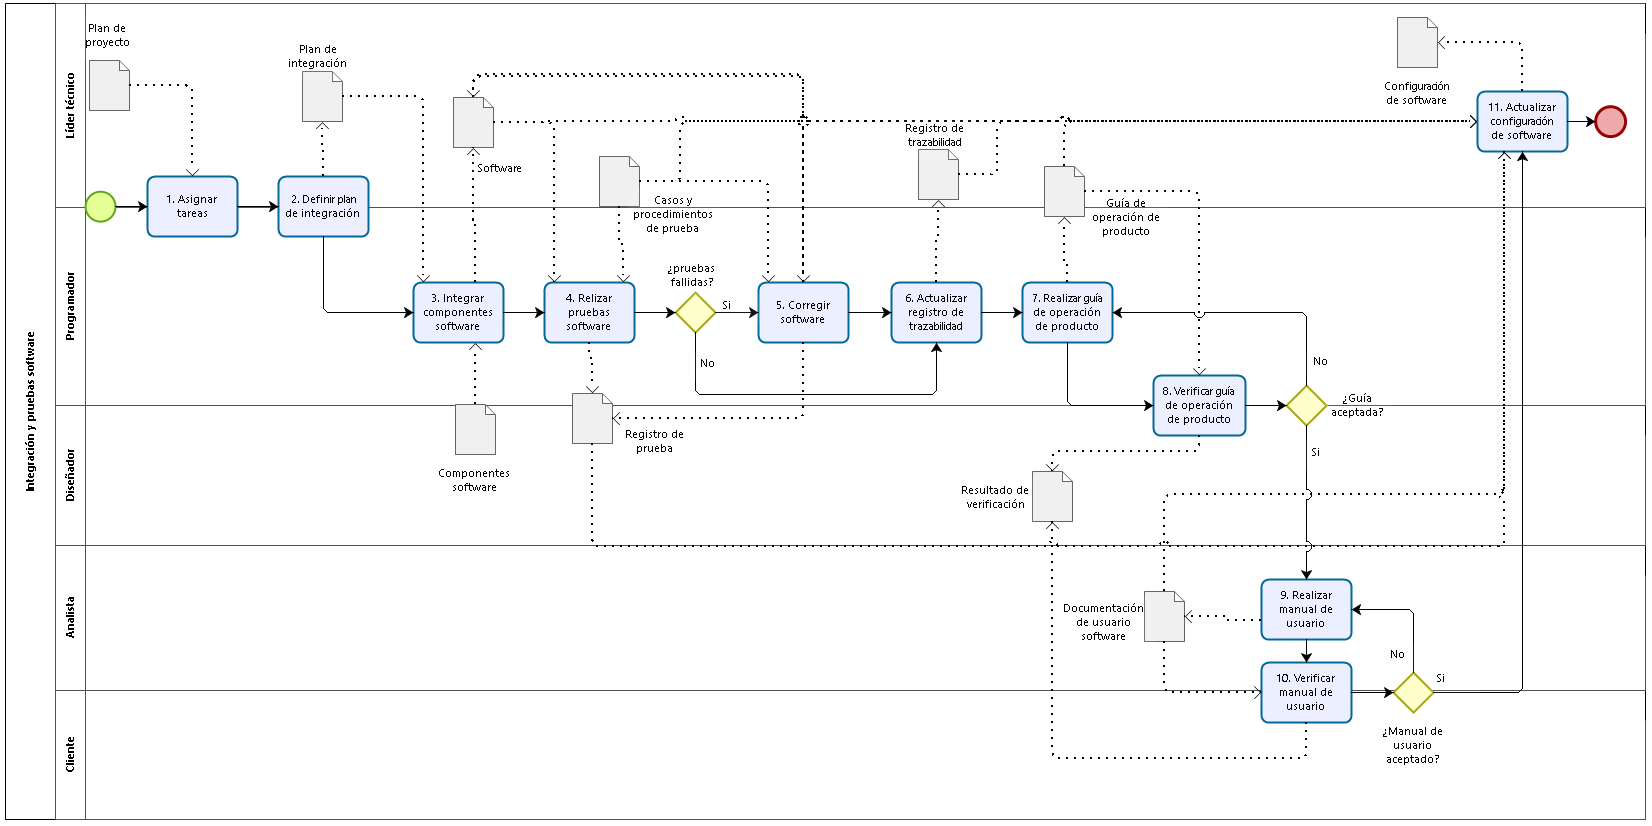 Integración y pruebas software
Líder técnico
Programador
Diseñador
Analista
Cliente
Plan de
proyecto
Plan de
integración
Software
Casos y
procedimientos
de prueba
Registro de
trazabilidad
Guía de
operación de
producto
Configuración
de software
11. Actualizar
configuración
de software
1. Asignar
tareas
2. Definir plan
de integración
3. Integrar
componentes
software
4. Relizar
pruebas
software
¿pruebas
fallidas?
Si
No
5. Corregir
software
6. Actualizar
registro de
trazabilidad
7. Realizar guía
de operación
de producto
8. Verificar guía
de operación
de producto
No
¿Guía
aceptada?
Si
Componentes
software
Registro de
prueba
Resultado de
verificación
Documentación
de usuario
software
9. Realizar
manual de
usuario
10. Verificar
manual de
usuario
No
Si
¿Manual de
usuario
aceptado?